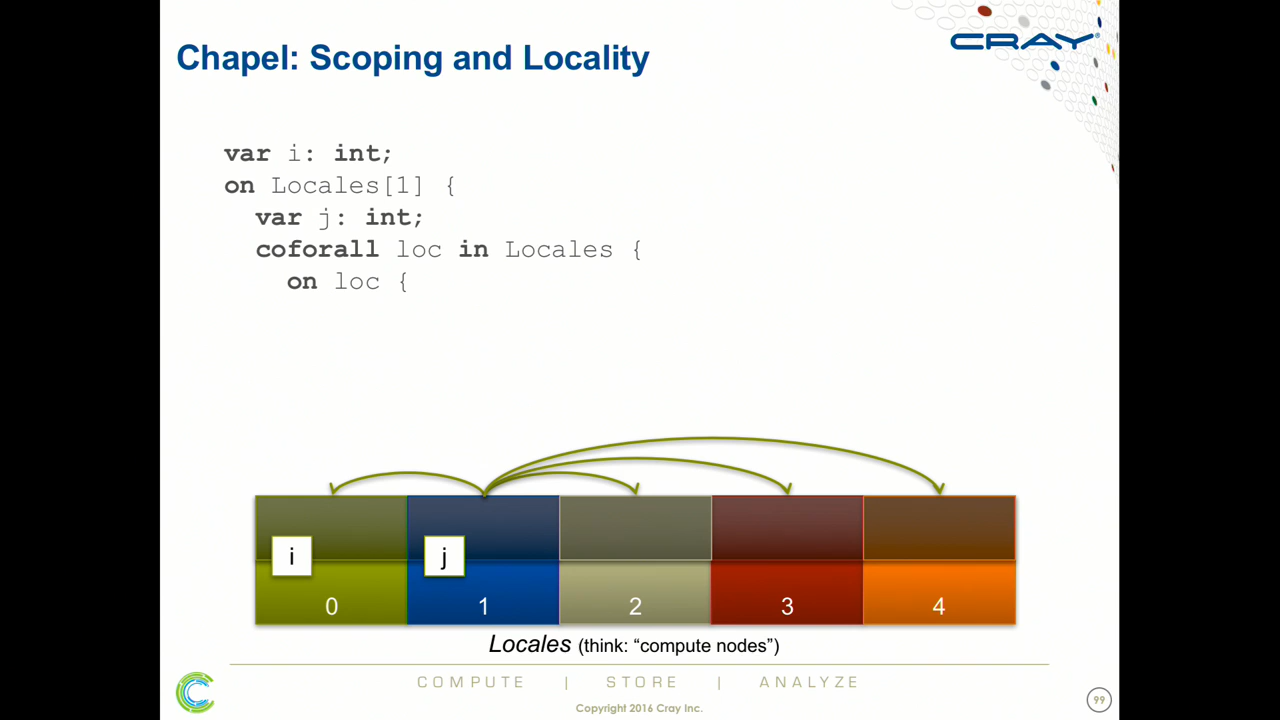 Chapel: Scoping and Locality
CRAY®
var i: int;
on Locales[1] {
  var j: int;
  coforall loc in Locales {
    on loc {
i
j
0
1
2
3
4
Locales (think: “compute nodes”)
COMPUTE | STORE | ANALYZE
Copyright 2016 Cray Inc.
99